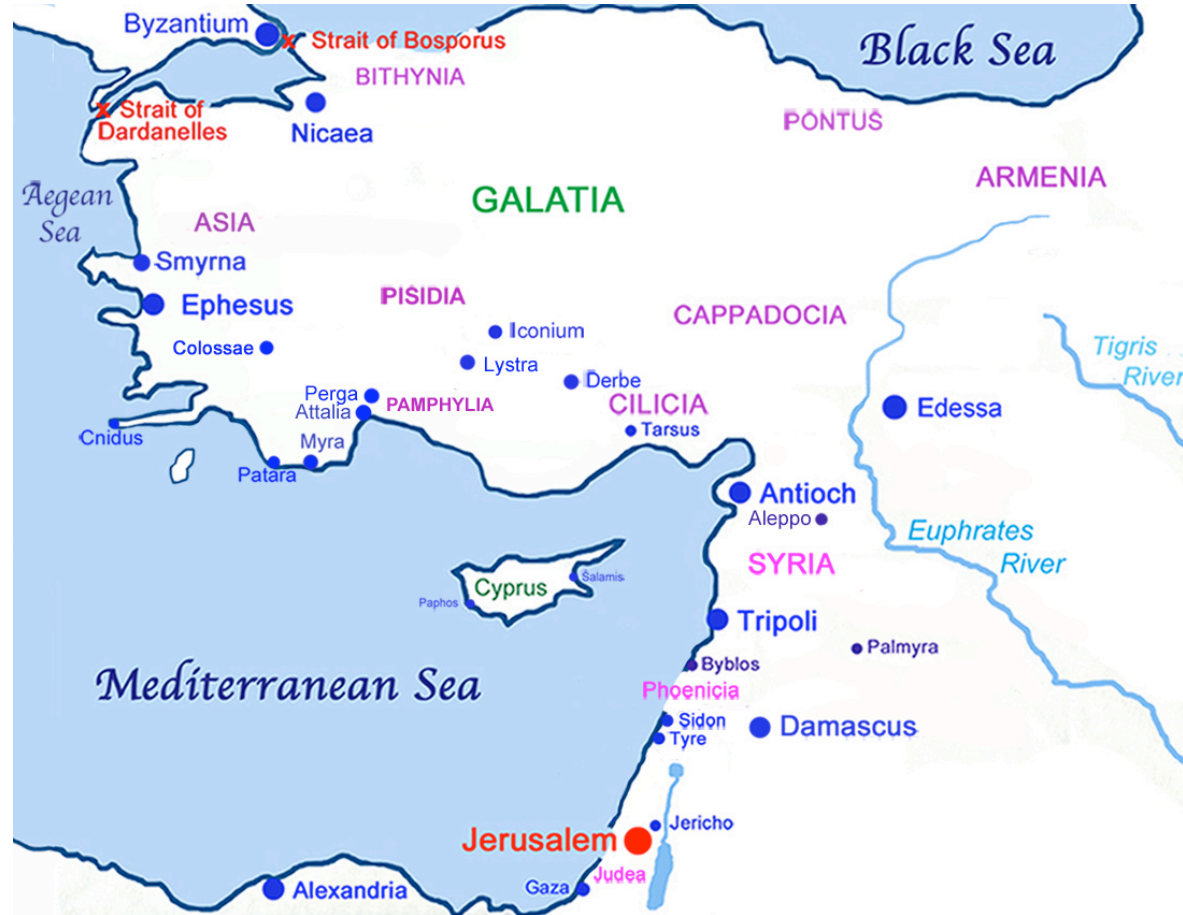 Byzantium
Strait of Bosporus
Black Sea
BITHYNIA
Strait of
Dardanelles
Nicaea
PONTUS
Aegean
Sea
GALATIA
ARMENIA
ASIA
Smyrna
Ephesus
PISIDIA
CAPPADOCIA
Iconium
Colossae
Lystra
Tigris
River
Derbe
Perga
PAMPHYLIA
Attalia
CILICIA
Edessa
Cnidus
Myra
Tarsus
Patara
Antioch
Aleppo
Euphrates
River
SYRIA
Cyprus
Salamis
Paphos
Tripoli
Palmyra
Byblos
Mediterranean Sea
Phoenicia
Sidon
Damascus
Tyre
Jericho
Jerusalem
Judea
Gaza
Alexandria